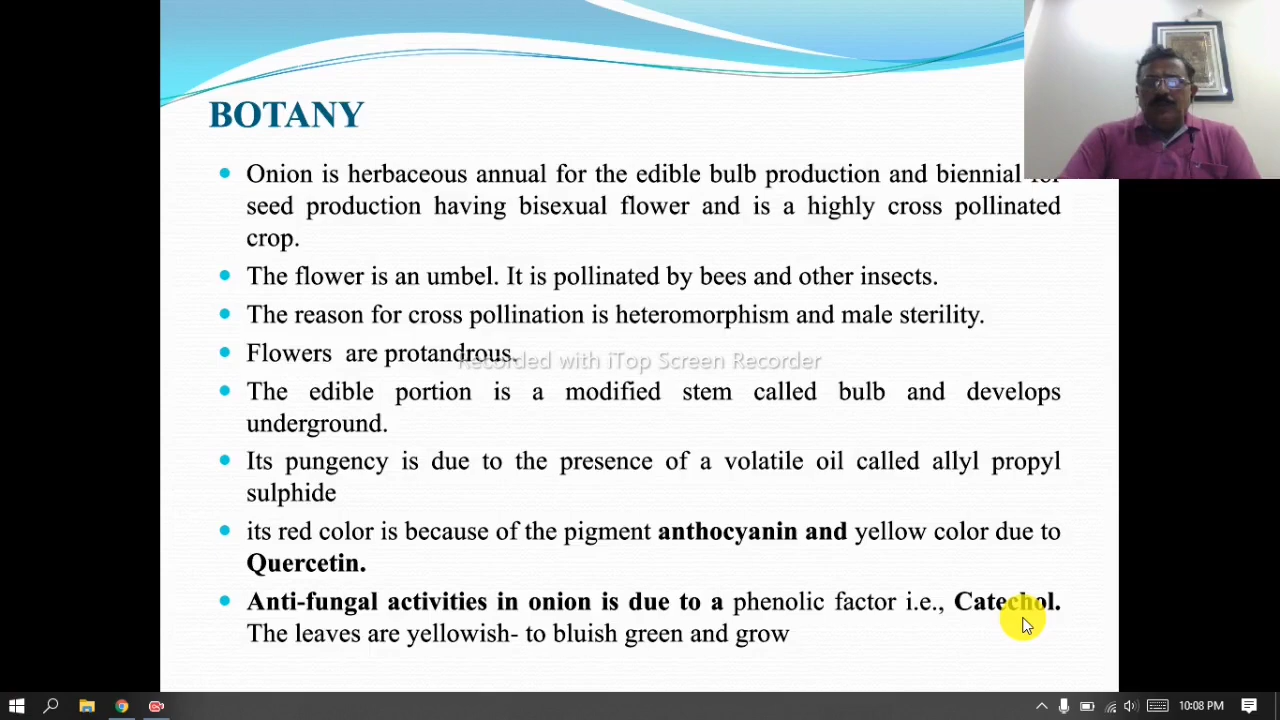 BOTANY
Onion is herbaceous annual for the edible bulb production and biennial for
seed production having bisexual flower and is a highly cross pollinated
crop.
The flower is an umbel. It is pollinated by bees and other insects.
The reason for cross pollination is heteromorphism and male sterility.
Flowers are protandrous.
Recorded with iTop Screen Recorder
The edible portion is a modified stem called bulb and develops
underground.
Its pungency is due to the presence of a volatile oil called allyl propyl
sulphide
its red color is because of the pigment anthocyanin and yellow color due to
Quercetin.
Anti-fungal activities in onion is due to a phenolic factor i.e., Catechol.
The leaves are yellowish- to bluish green and grow
10:08 PM